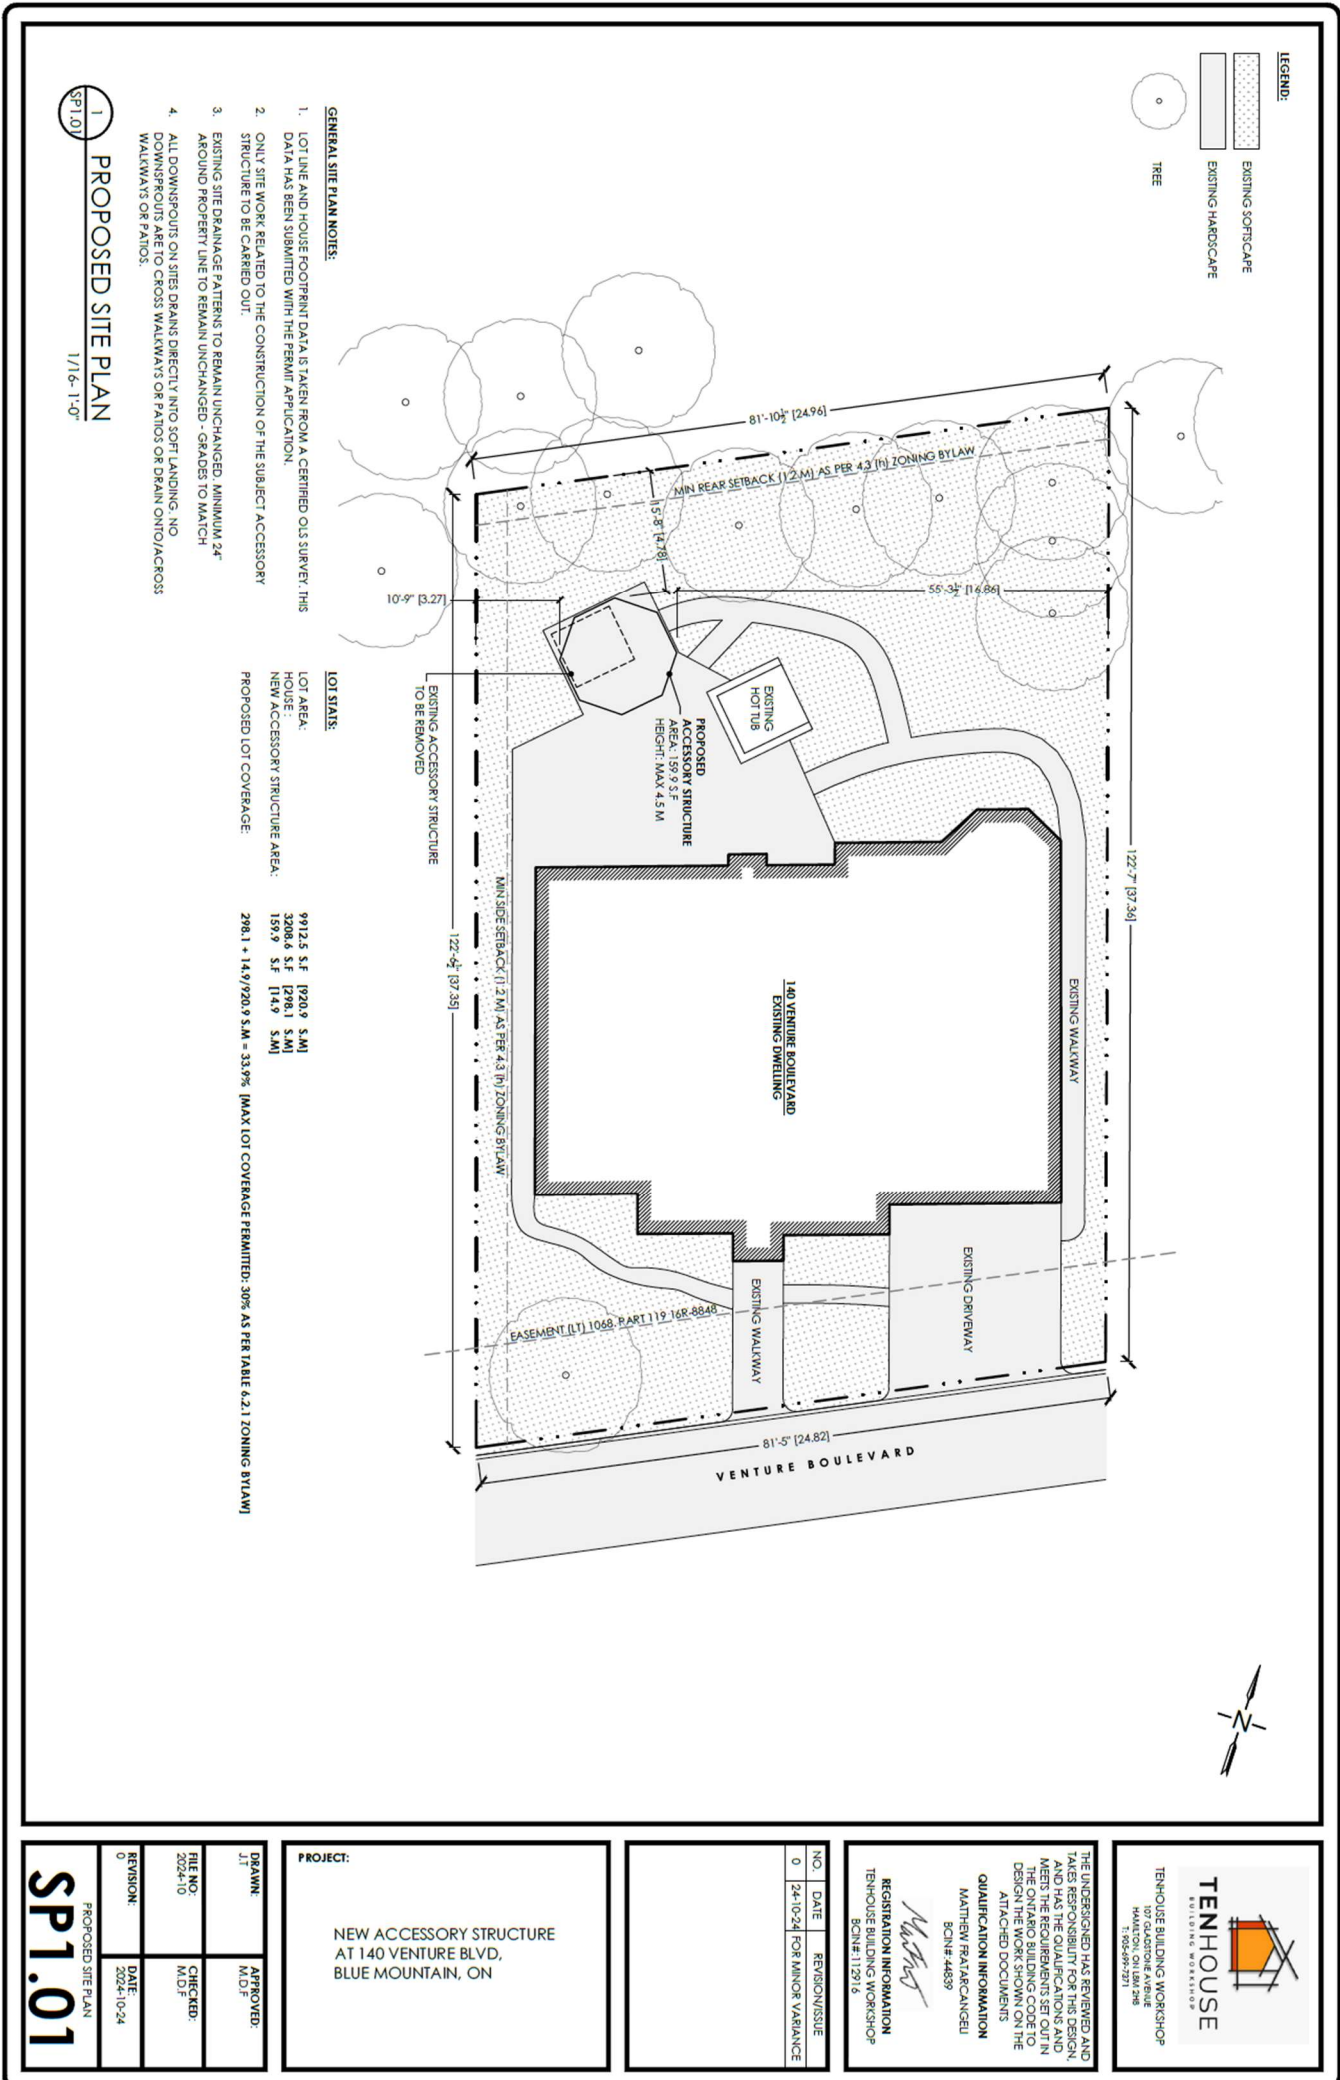 LEGEND:
EXISTING SOFTSCAPE
EXISTING HARDSCAPE
TREE
81'-10½" [24.96]
122'-7" [37.36]
MIN REAR SETBACK (1.2 M) AS PER 4.3 (h) ZONING BYLAW
15'-8" [4.78]
55'-3½" [16.86]
10'-9" [3.27]
EXISTING
HOT TUB
PROPOSED
ACCESSORY STRUCTURE
AREA: 159.9 S.F
HEIGHT: MAX 4.5 M
EXISTING ACCESSORY STRUCTURE
TO BE REMOVED
EXISTING WALKWAY
140 VENTURE BOULEVARD
EXISTING DWELLING
MIN SIDE SETBACK (1.2 M) AS PER 4.3 (h) ZONING BYLAW
122'-6½" [37.35]
EXISTING DRIVEWAY
EXISTING WALKWAY
EASEMENT (LT) 1068, PART 119 16R-8848
81'-5" [24.82]
VENTURE BOULEVARD
N
GENERAL SITE PLAN NOTES:
1. LOT LINE AND HOUSE FOOTPRINT DATA IS TAKEN FROM A CERTIFIED OLS SURVEY. THIS
DATA HAS BEEN SUBMITTED WITH THE PERMIT APPLICATION.
2. ONLY SITE WORK RELATED TO THE CONSTRUCTION OF THE SUBJECT ACCESSORY
STRUCTURE TO BE CARRIED OUT.
3. EXISTING SITE DRAINAGE PATTERNS TO REMAIN UNCHANGED. MINIMUM 24"
AROUND PROPERTY LINE TO REMAIN UNCHANGED - GRADES TO MATCH
4. ALL DOWNSPOUTS ON SITES DRAINS DIRECTLY INTO SOFT LANDING. NO
DOWNSPROUTS ARE TO CROSS WALKWAYS OR PATIOS OR DRAIN ONTO/ACROSS
WALKWAYS OR PATIOS.
LOT STATS:
LOT AREA: 9912.5 S.F [920.9 S.M]
HOUSE : 3208.6 S.F [298.1 S.M]
NEW ACCESSORY STRUCTURE AREA: 159.9 S.F [14.9 S.M]
PROPOSED LOT COVERAGE: 298.1 + 14.9/920.9 S.M = 33.9% [MAX LOT COVERAGE PERMITTED: 30% AS PER TABLE 6.2.1 ZONING BYLAW]
1
SP1.01
PROPOSED SITE PLAN
1/16- 1'-0"
TENHOUSE
BUILDING WORKSHOP
TENHOUSE BUILDING WORKSHOP
107 GLADSTONE AVENUE
HAMILTON, ON L8M 2H8
T: 905-699-7371
THE UNDERSIGNED HAS REVIEWED AND
TAKES RESPONSIBILITY FOR THIS DESIGN,
AND HAS THE QUALIFICATIONS AND
MEETS THE REQUIREMENTS SET OUT IN
THE ONTARIO BUILDING CODE TO
DESIGN THE WORK SHOWN ON THE
ATTACHED DOCUMENTS
QUALIFICATION INFORMATION
MATTHEW FRATARCANGELI
BCIN#:44839
REGISTRATION INFORMATION
TENHOUSE BUILDING WORKSHOP
BCIN#:112916
NO. DATE REVISION/ISSUE
0 24-10-24 FOR MINOR VARIANCE
PROJECT:
NEW ACCESSORY STRUCTURE
AT 140 VENTURE BLVD,
BLUE MOUNTAIN, ON
DRAWN: J.T
APPROVED: M.D.F
FILE NO: 2024-10
CHECKED: M.D.F
REVISION: 0
DATE: 2024-10-24
PROPOSED SITE PLAN
SP1.01